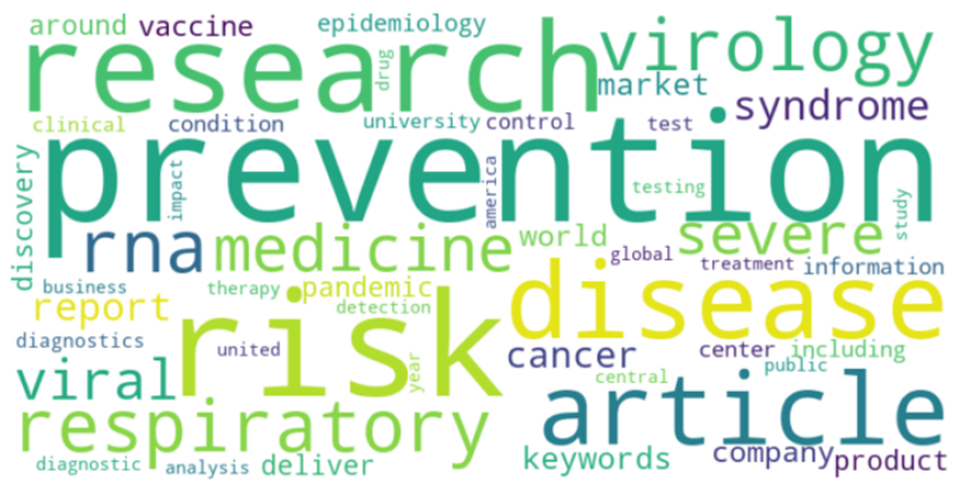 around vaccine epidemiology
research virology
drug
market
syndrome
clinical condition university control test
prevention
discovery
impact
america
testing
study
rna medicine world severe
global
treatment information
business therapy pandemic disease
report risk detection
diagnostics united cancer center including
year
viral central public
respiratory article
diagnostic analysis deliver keywords company product